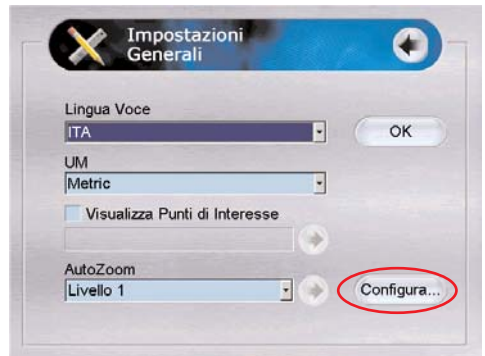 Impostazioni
Generali
Lingua Voce
ITA
OK
UM
Metric
Visualizza Punti di Interesse
AutoZoom
Livello 1
Configura...